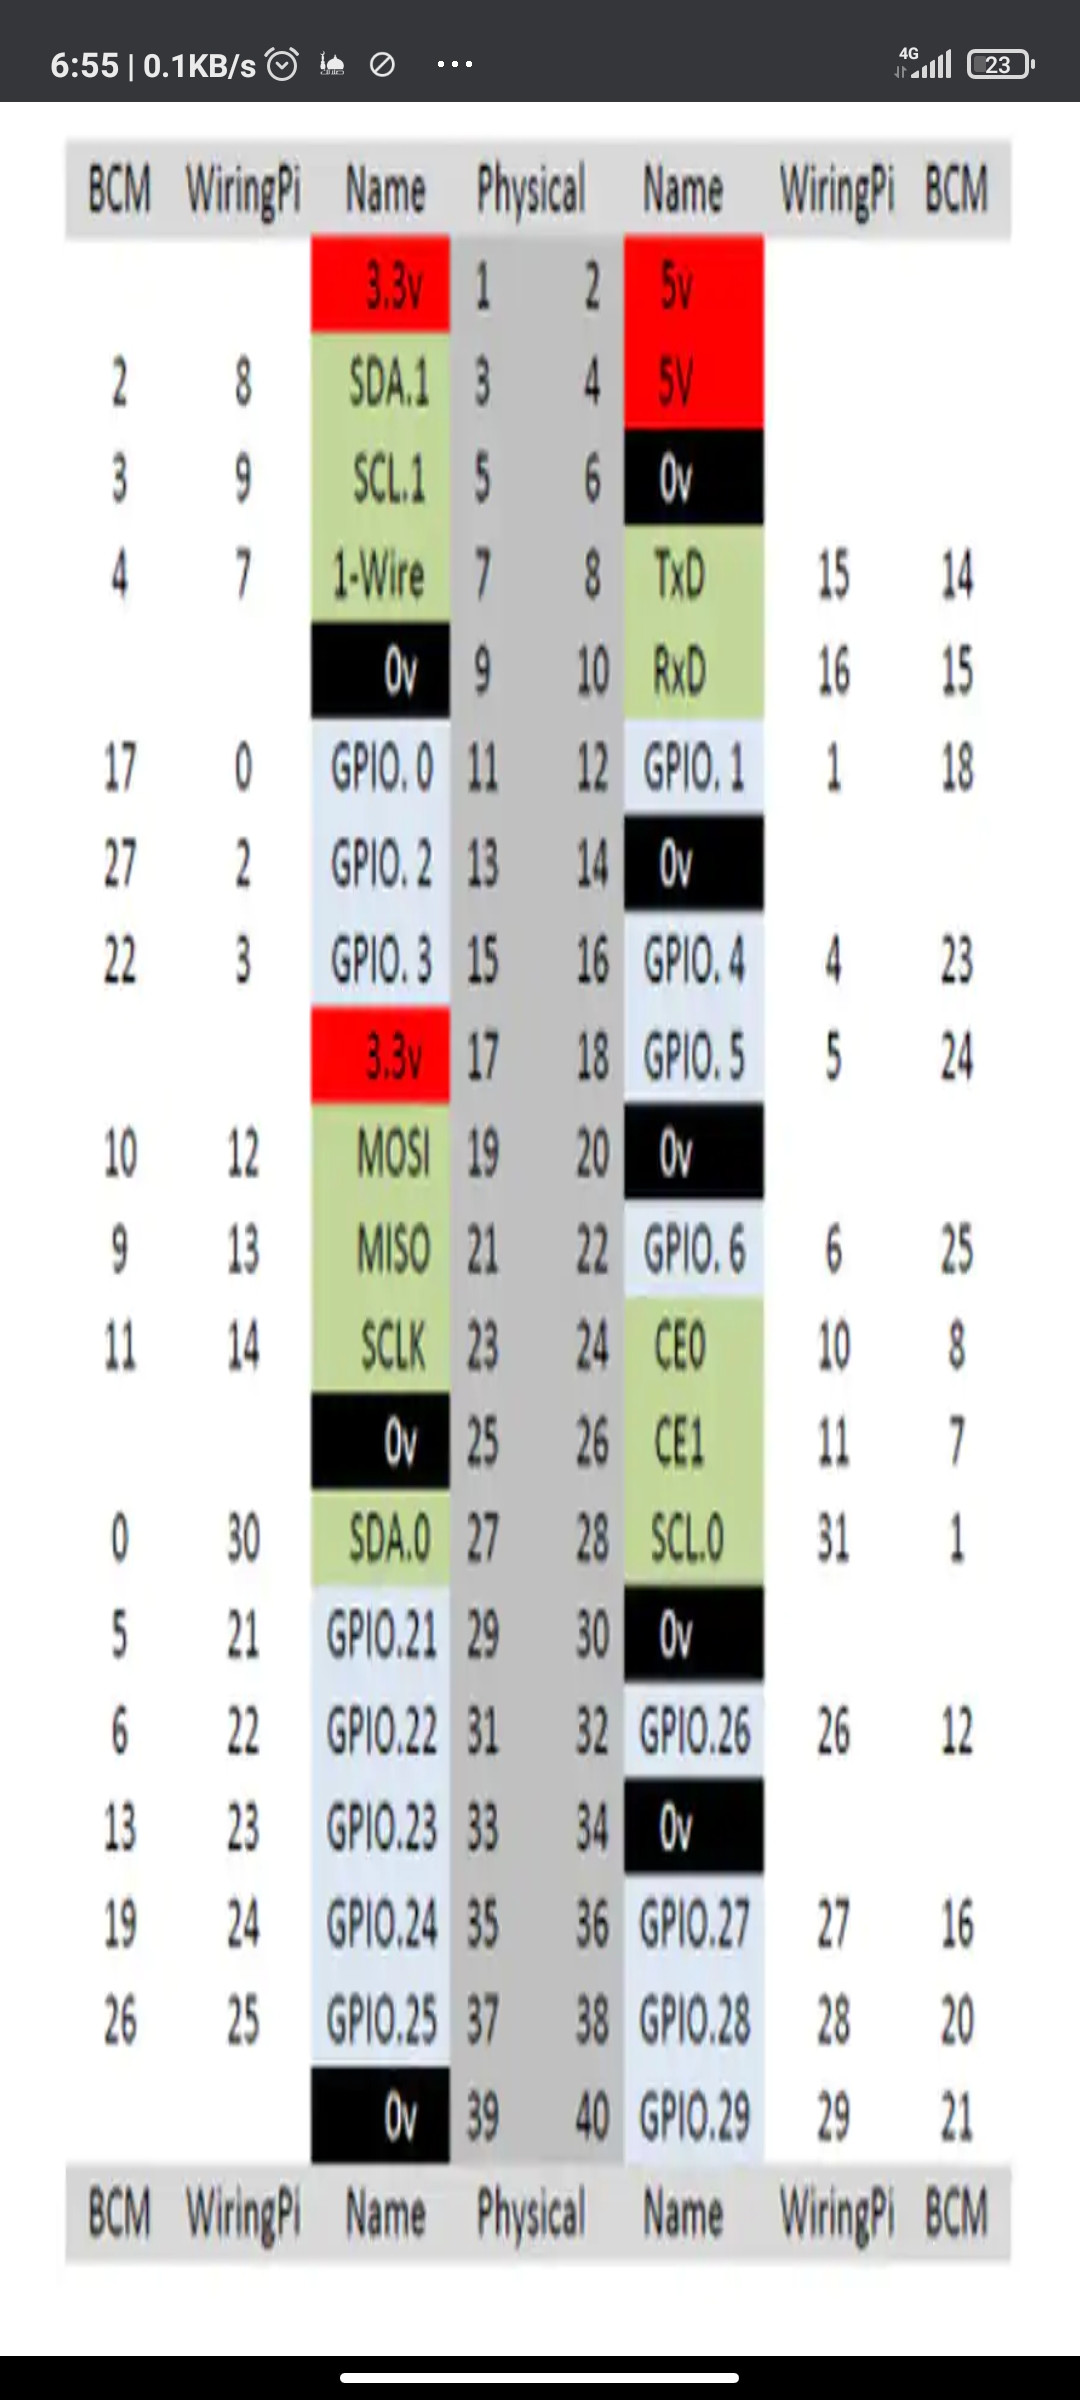 6:55 | 0.1KB/s ... 4G 23
BCM WiringPi Name Physical Name WiringPi BCM
3.3v 1 2 5v
2 8 SDA.1 3 4 5V
3 9 SCL.1 5 6 0v
4 7 1-Wire 7 8 TxD 15 14
0v 9 10 RxD 16 15
17 0 GPIO. 0 11 12 GPIO. 1 1 18
27 2 GPIO. 2 13 14 0v
22 3 GPIO. 3 15 16 GPIO. 4 4 23
3.3v 17 18 GPIO. 5 5 24
10 12 MOSI 19 20 0v
9 13 MISO 21 22 GPIO. 6 6 25
11 14 SCLK 23 24 CE0 10 8
0v 25 26 CE1 11 7
0 30 SDA.0 27 28 SCL.0 31 1
5 21 GPIO.21 29 30 0v
6 22 GPIO.22 31 32 GPIO.26 26 12
13 23 GPIO.23 33 34 0v
19 24 GPIO.24 35 36 GPIO.27 27 16
26 25 GPIO.25 37 38 GPIO.28 28 20
0v 39 40 GPIO.29 29 21
BCM WiringPi Name Physical Name WiringPi BCM